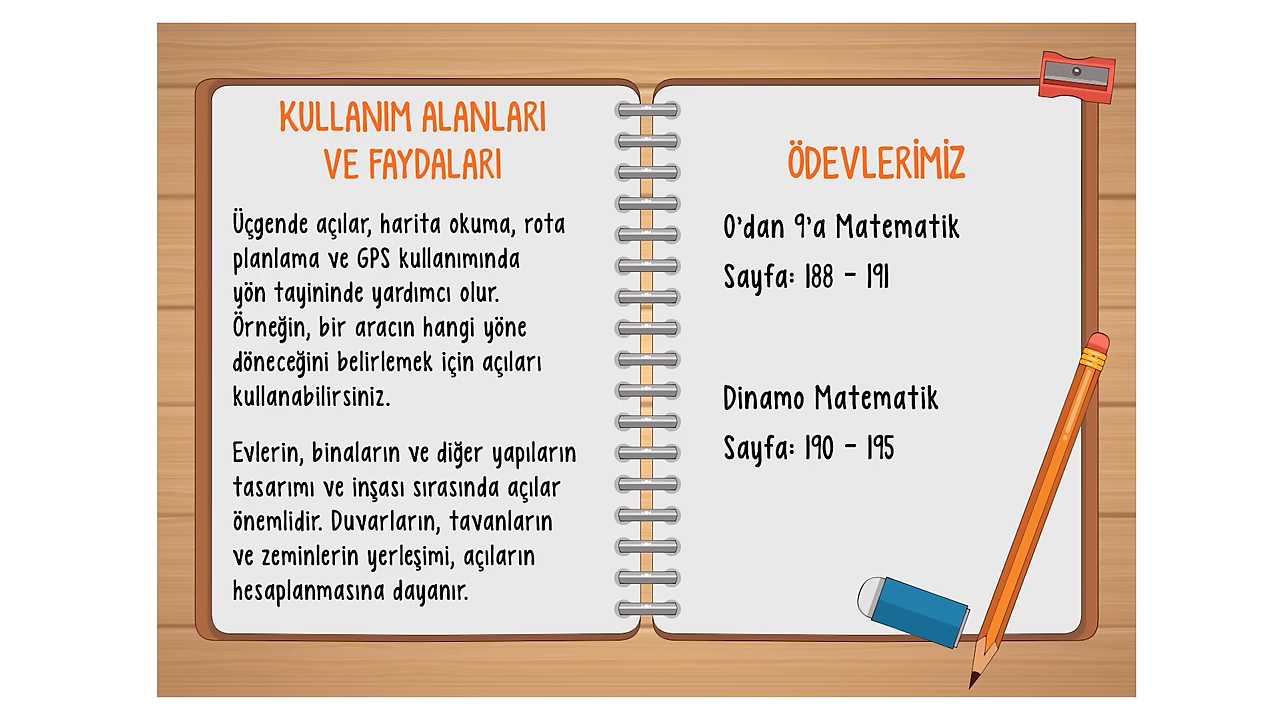 KULLANIM ALANLARI
VE FAYDALARI
Üçgende açılar, harita okuma, rota
planlama ve GPS kullanımında
yön tayininde yardımcı olur.
Örneğin, bir aracın hangi yöne
döneceğini belirlemek için açıları
kullanabilirsiniz.
Evlerin, binaların ve diğer yapıların
tasarımı ve inşası sırasında açılar
önemlidir. Duvarların, tavanların
ve zeminlerin yerleşimi, açıların
hesaplanmasına dayanır.
ÖDEVLERİMİZ
0'dan 9'a Matematik
Sayfa: 188 - 191
Dinamo Matematik
Sayfa: 190 - 195